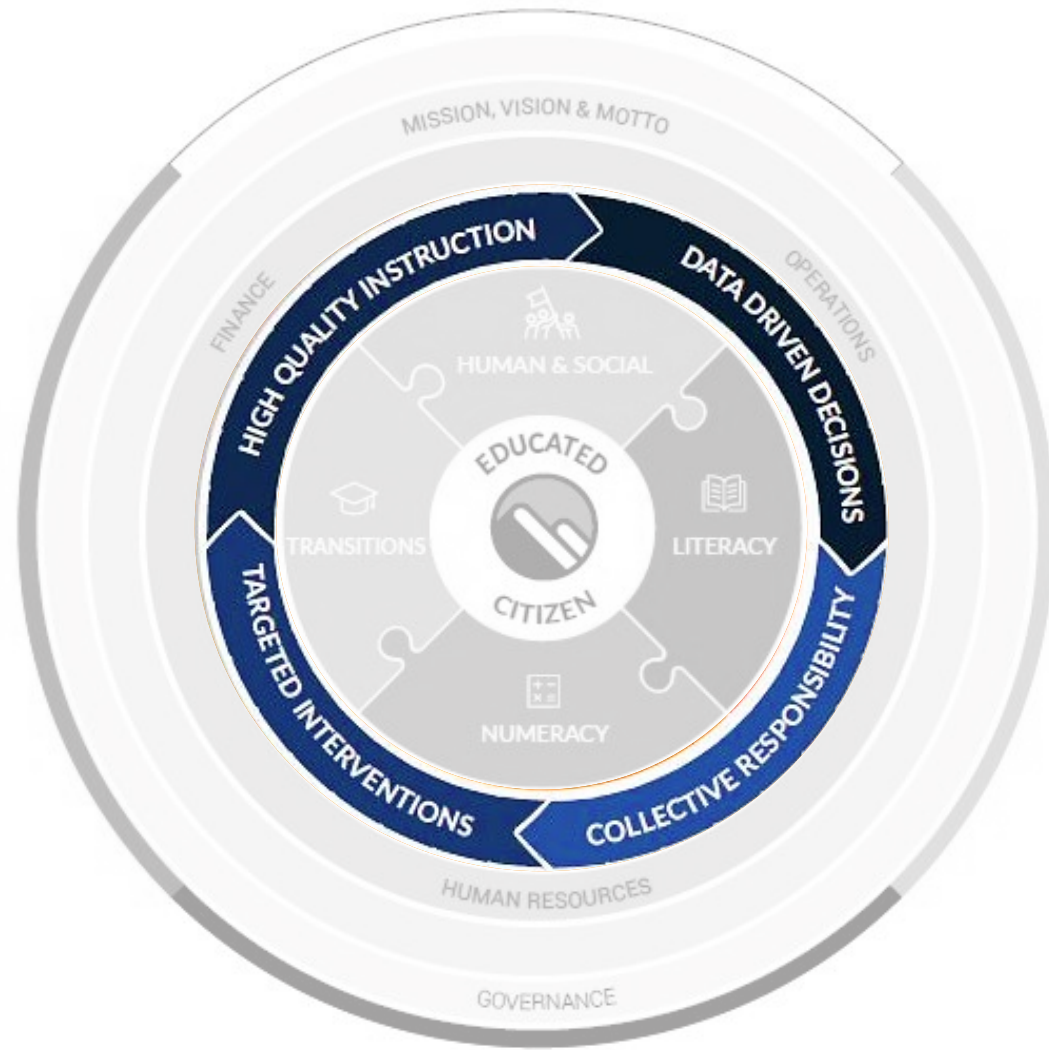 MISSION, VISION & MOTTO
FINANCE
OPERATIONS
HIGH QUALITY INSTRUCTION
DATA DRIVEN DECISIONS
HUMAN & SOCIAL
EDUCATED
CITIZEN
TRANSITIONS
LITERACY
NUMERACY
TARGETED INTERVENTIONS
COLLECTIVE RESPONSIBILITY
HUMAN RESOURCES
GOVERNANCE